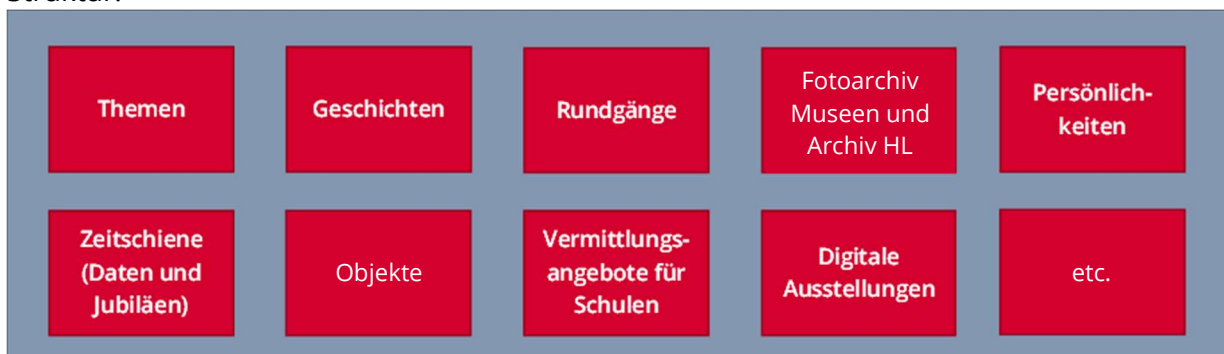 Themen
Geschichten
Rundgänge
Fotoarchiv
Museen und
Archiv HL
Persönlich-
keiten
Zeitschiene
(Daten und
Jubiläen)
Objekte
Vermittlungs-
angebote für
Schulen
Digitale
Ausstellungen
etc.